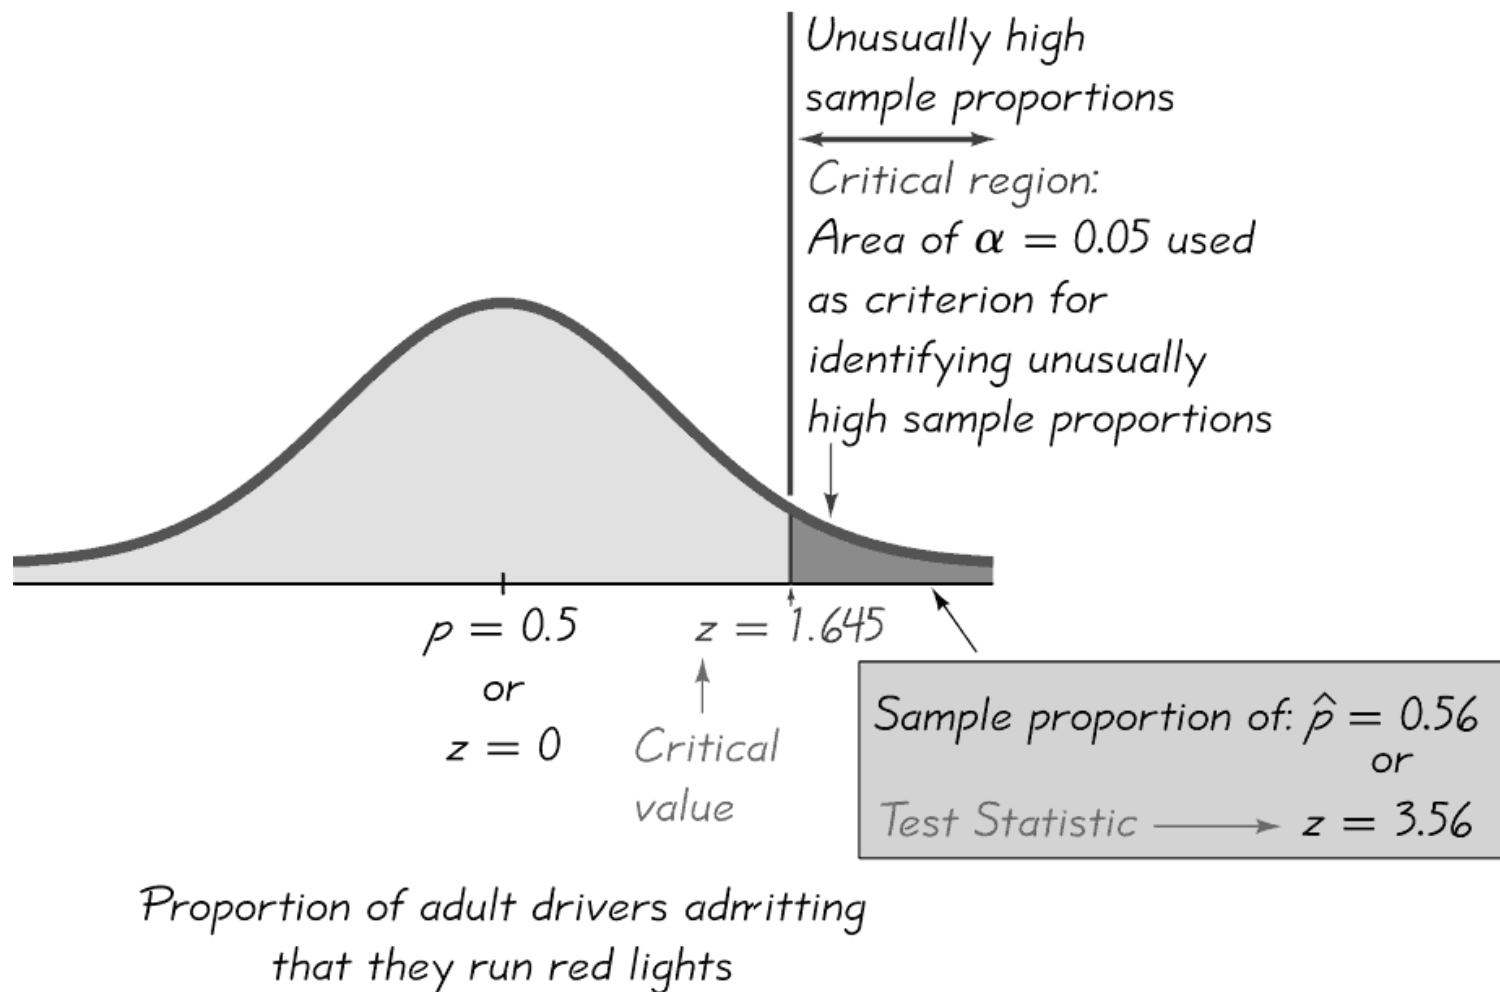 Unusually high
sample proportions
Critical region:
Area of α = 0.05 used
as criterion for
identifying unusually
high sample proportions
p = 0.5
or
z = 0
z = 1.645
Critical
value
Sample proportion of: p̂ = 0.56
or
Test Statistic
z = 3.56
Proportion of adult drivers admitting
that they run red lights